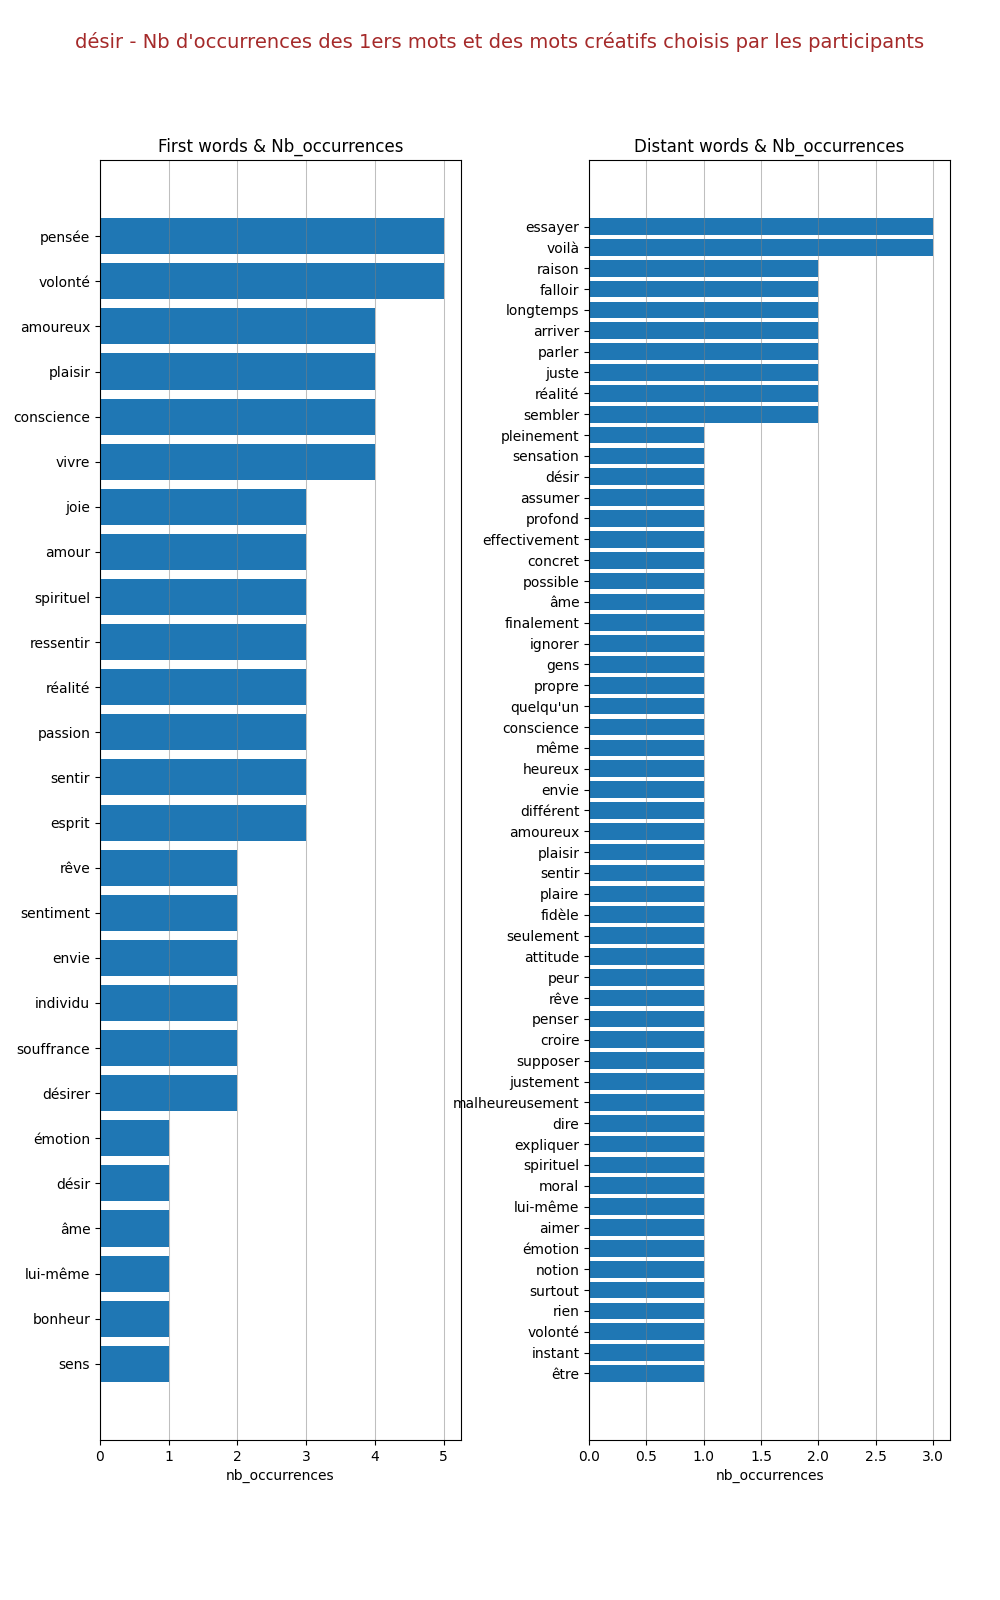 désir - Nb d'occurrences des 1ers mots et des mots créatifs choisis par les participants
First words & Nb_occurrences
pensée
volonté
amoureux
plaisir
conscience
vivre
joie
amour
spirituel
ressentir
réalité
passion
sentir
esprit
rêve
sentiment
envie
individu
souffrance
désirer
émotion
désir
âme
lui-même
bonheur
sens
0 1 2 3 4 5
nb_occurrences
Distant words & Nb_occurrences
essayer
voilà
raison
falloir
longtemps
arriver
parler
juste
réalité
sembler
pleinement
sensation
désir
assumer
profond
effectivement
concret
possible
âme
finalement
ignorer
gens
propre
quelqu'un
conscience
même
heureux
envie
différent
amoureux
plaisir
sentir
plaire
fidèle
seulement
attitude
peur
rêve
penser
croire
supposer
justement
malheureusement
dire
expliquer
spirituel
moral
lui-même
aimer
émotion
notion
surtout
rien
volonté
instant
être
0.0 0.5 1.0 1.5 2.0 2.5 3.0
nb_occurrences